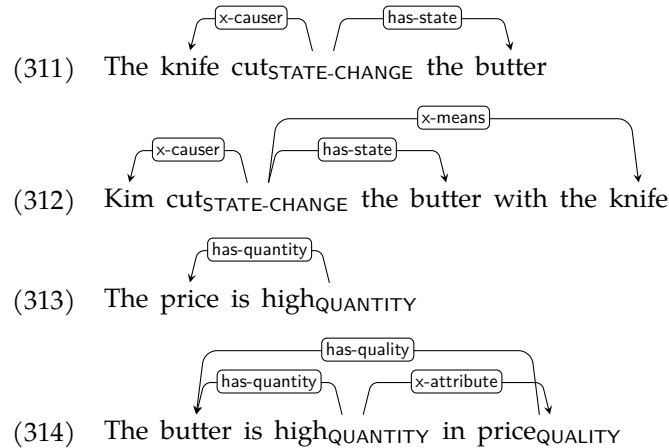 x-causer has-state
(311) The knife cutSTATE-CHANGE the butter
x-means
x-causer has-state
(312) Kim cutSTATE-CHANGE the butter with the knife
has-quantity
(313) The price is highQUANTITY
has-quality
has-quantity x-attribute
(314) The butter is highQUANTITY in priceQUALITY